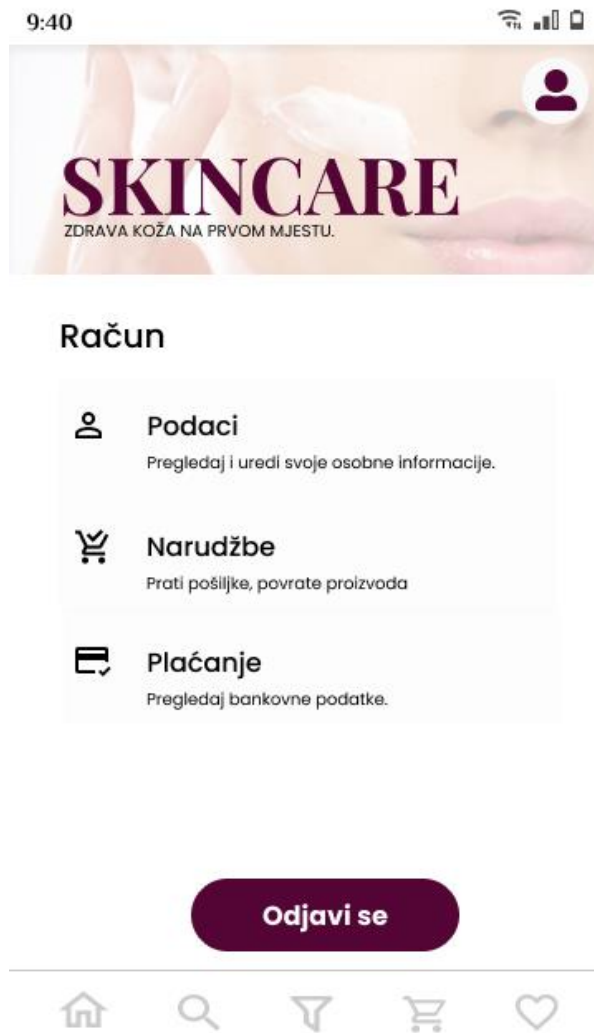 9:40
SKINCARE
ZDRAVA KOŽA NA PRVOM MJESTU.
Račun
Podaci
Pregledaj i uredi svoje osobne informacije.
Narudžbe
Prati pošiljke, povrate proizvoda
Plaćanje
Pregledaj bankovne podatke.
Odjavi se